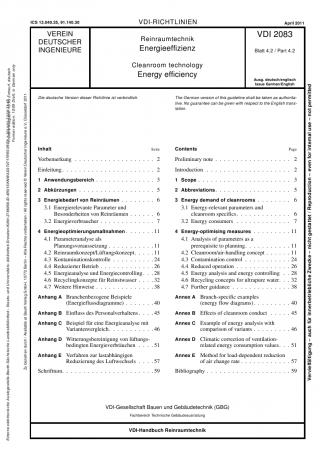 ICS 13.040.35, 91.140.30
VDI-RICHTLINIEN
April 2011
VEREIN
DEUTSCHER
INGENIEURE
Reinraumtechnik
Energieeffizienz
Cleanroom technology
Energy efficiency
VDI 2083
Blatt 4.2 / Part 4.2
Ausg. deutsch/englisch
Issue German/English
Die deutsche Version dieser Richtlinie ist verbindlich.
The German version of this guideline shall be taken as authorita-
tive. No guarantee can be given with respect to the English trans-
lation.
Inhalt Seite
Vorbemerkung 2
Einleitung 2
1 Anwendungsbereich 3
2 Abkürzungen 5
3 Energiebedarf von Reinräumen 6
3.1 Energierelevante Parameter und
Besonderheiten von Reinräumen 6
3.2 Energieverbraucher 7
4 Energieoptimierungsmaßnahmen 11
4.1 Parameteranalyse als
Planungsvoraussetzung 11
4.2 Reinraumkonzept/Lüftungskonzept 11
4.3 Kontaminationskontrolle 24
4.4 Reduzierter Betrieb 26
4.5 Energieanalyse und Energiecontrolling 28
4.6 Recyclingkonzepte für Reinstwasser 32
4.7 Weitere Hinweise 38
Anhang A Branchenbezogene Beispiele
(Energieflussdiagramme) 40
Anhang B Einfluss des Personalverhaltens 45
Anhang C Beispiel für eine Energieanalyse mit
Variantenvergleich 46
Anhang D Witterungsbereinigung von lüftungs-
bedingten Energieverbräuchen 51
Anhang E Verfahren zur lastabhängigen
Reduzierung des Luftwechsels 57
Schrifttum 59
Contents Page
Preliminary note 2
Introduction 2
1 Scope 3
2 Abbreviations 5
3 Energy demand of cleanrooms 6
3.1 Energy-relevant parameters and
cleanroom specifics 6
3.2 Energy consumers 7
4 Energy-optimising measures 11
4.1 Analysis of parameters as a
prerequisite to planning 11
4.2 Cleanroom/air-handling concept 11
4.3 Contamination control 24
4.4 Reduced operation 26
4.5 Energy analysis and energy controlling 28
4.6 Recycling concepts for ultrapure water 32
4.7 Further guidance 38
Annex A Branch-specific examples
(energy flow diagrams) 40
Annex B Effects of cleanroom conduct 45
Annex C Example of energy analysis with
comparison of variants 46
Annex D Climatic correction of ventilation-
related energy consumption values 51
Annex E Method for load-dependent reduction
of air change rate 57
Bibliography 59
VDI-Gesellschaft Bauen und Gebäudetechnik (GBG)
Fachbereich Technische Gebäudeausrüstung
VDI-Handbuch Reinraumtechnik
Vervielfältigung – auch für innerbetriebliche Zwecke – nicht gestattet / Reproduction – even for internal use – not permitted